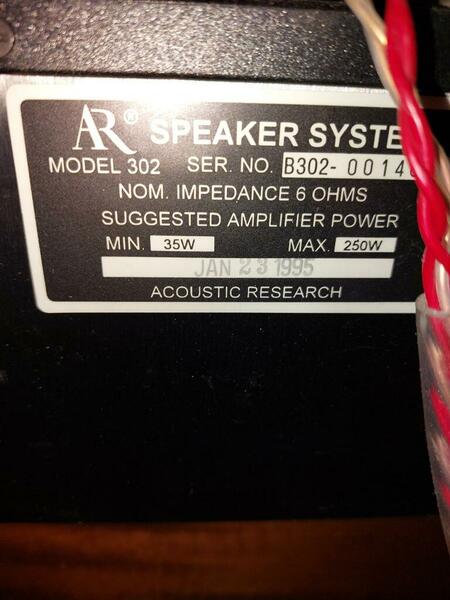 AR® SPEAKER SYSTE
MODEL 302 SER. NO. B302-0014
NOM. IMPEDANCE 6 OHMS
SUGGESTED AMPLIFIER POWER
MIN. 35W MAX. 250W
JAN 23 1995
ACOUSTIC RESEARCH